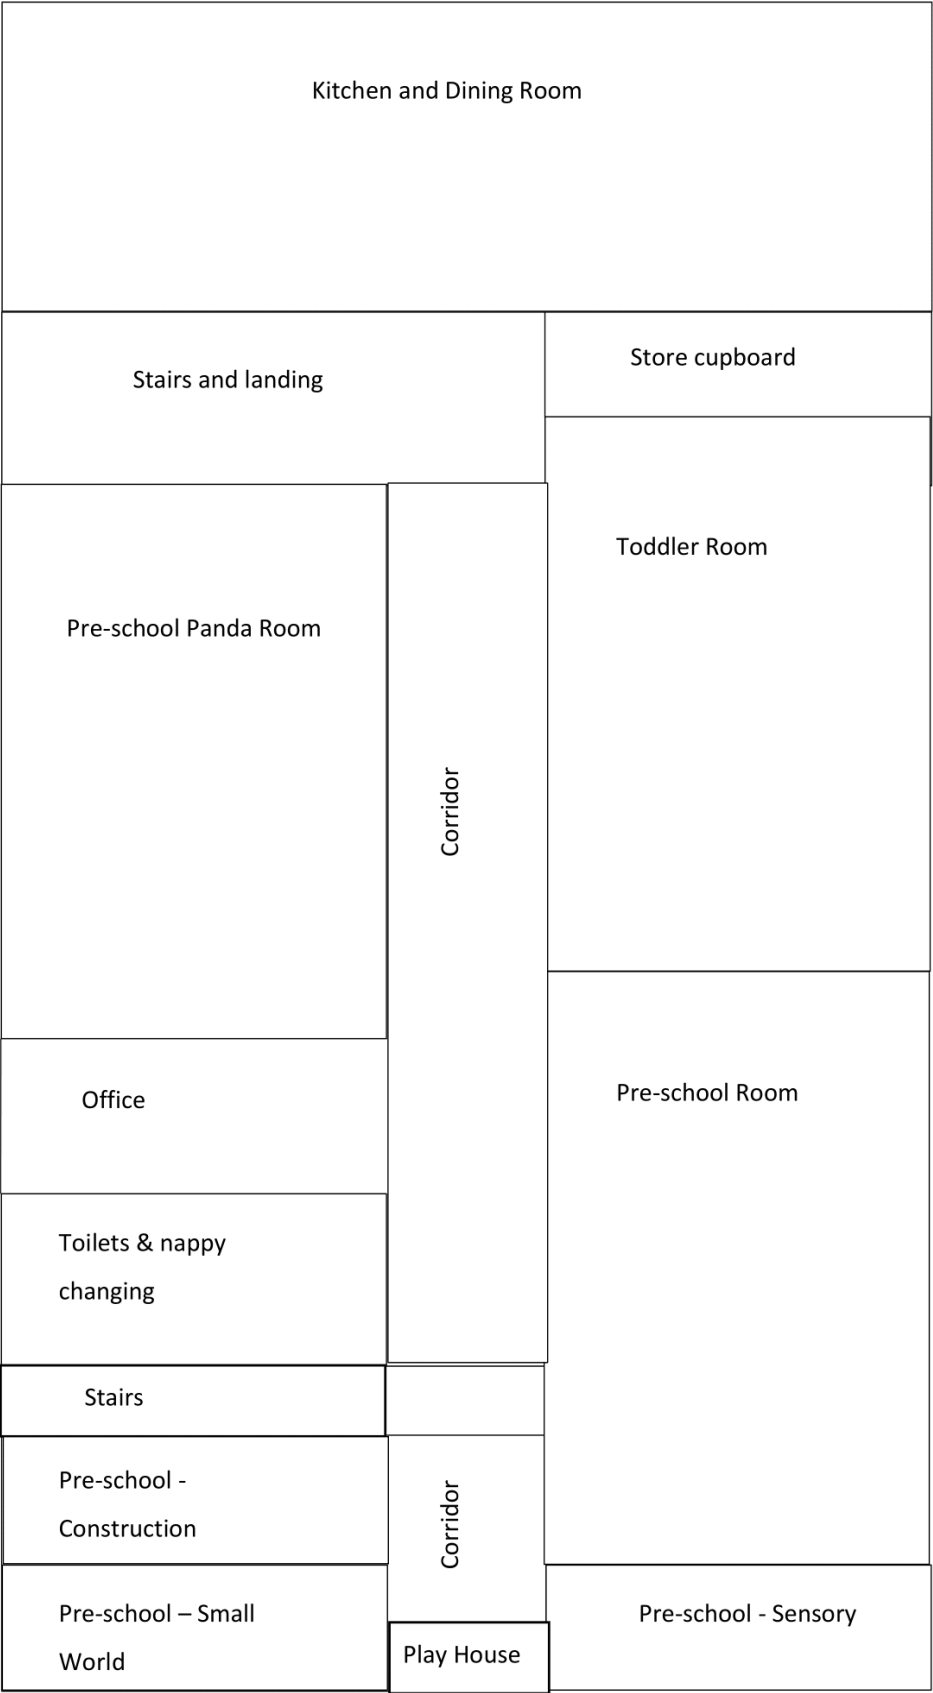 Kitchen and Dining Room
Stairs and landing
Store cupboard
Toddler Room
Pre-school Panda Room
Corridor
Office
Pre-school Room
Toilets & nappy
changing
Stairs
Pre-school -
Construction
Corridor
Pre-school – Small
World
Play House
Pre-school - Sensory